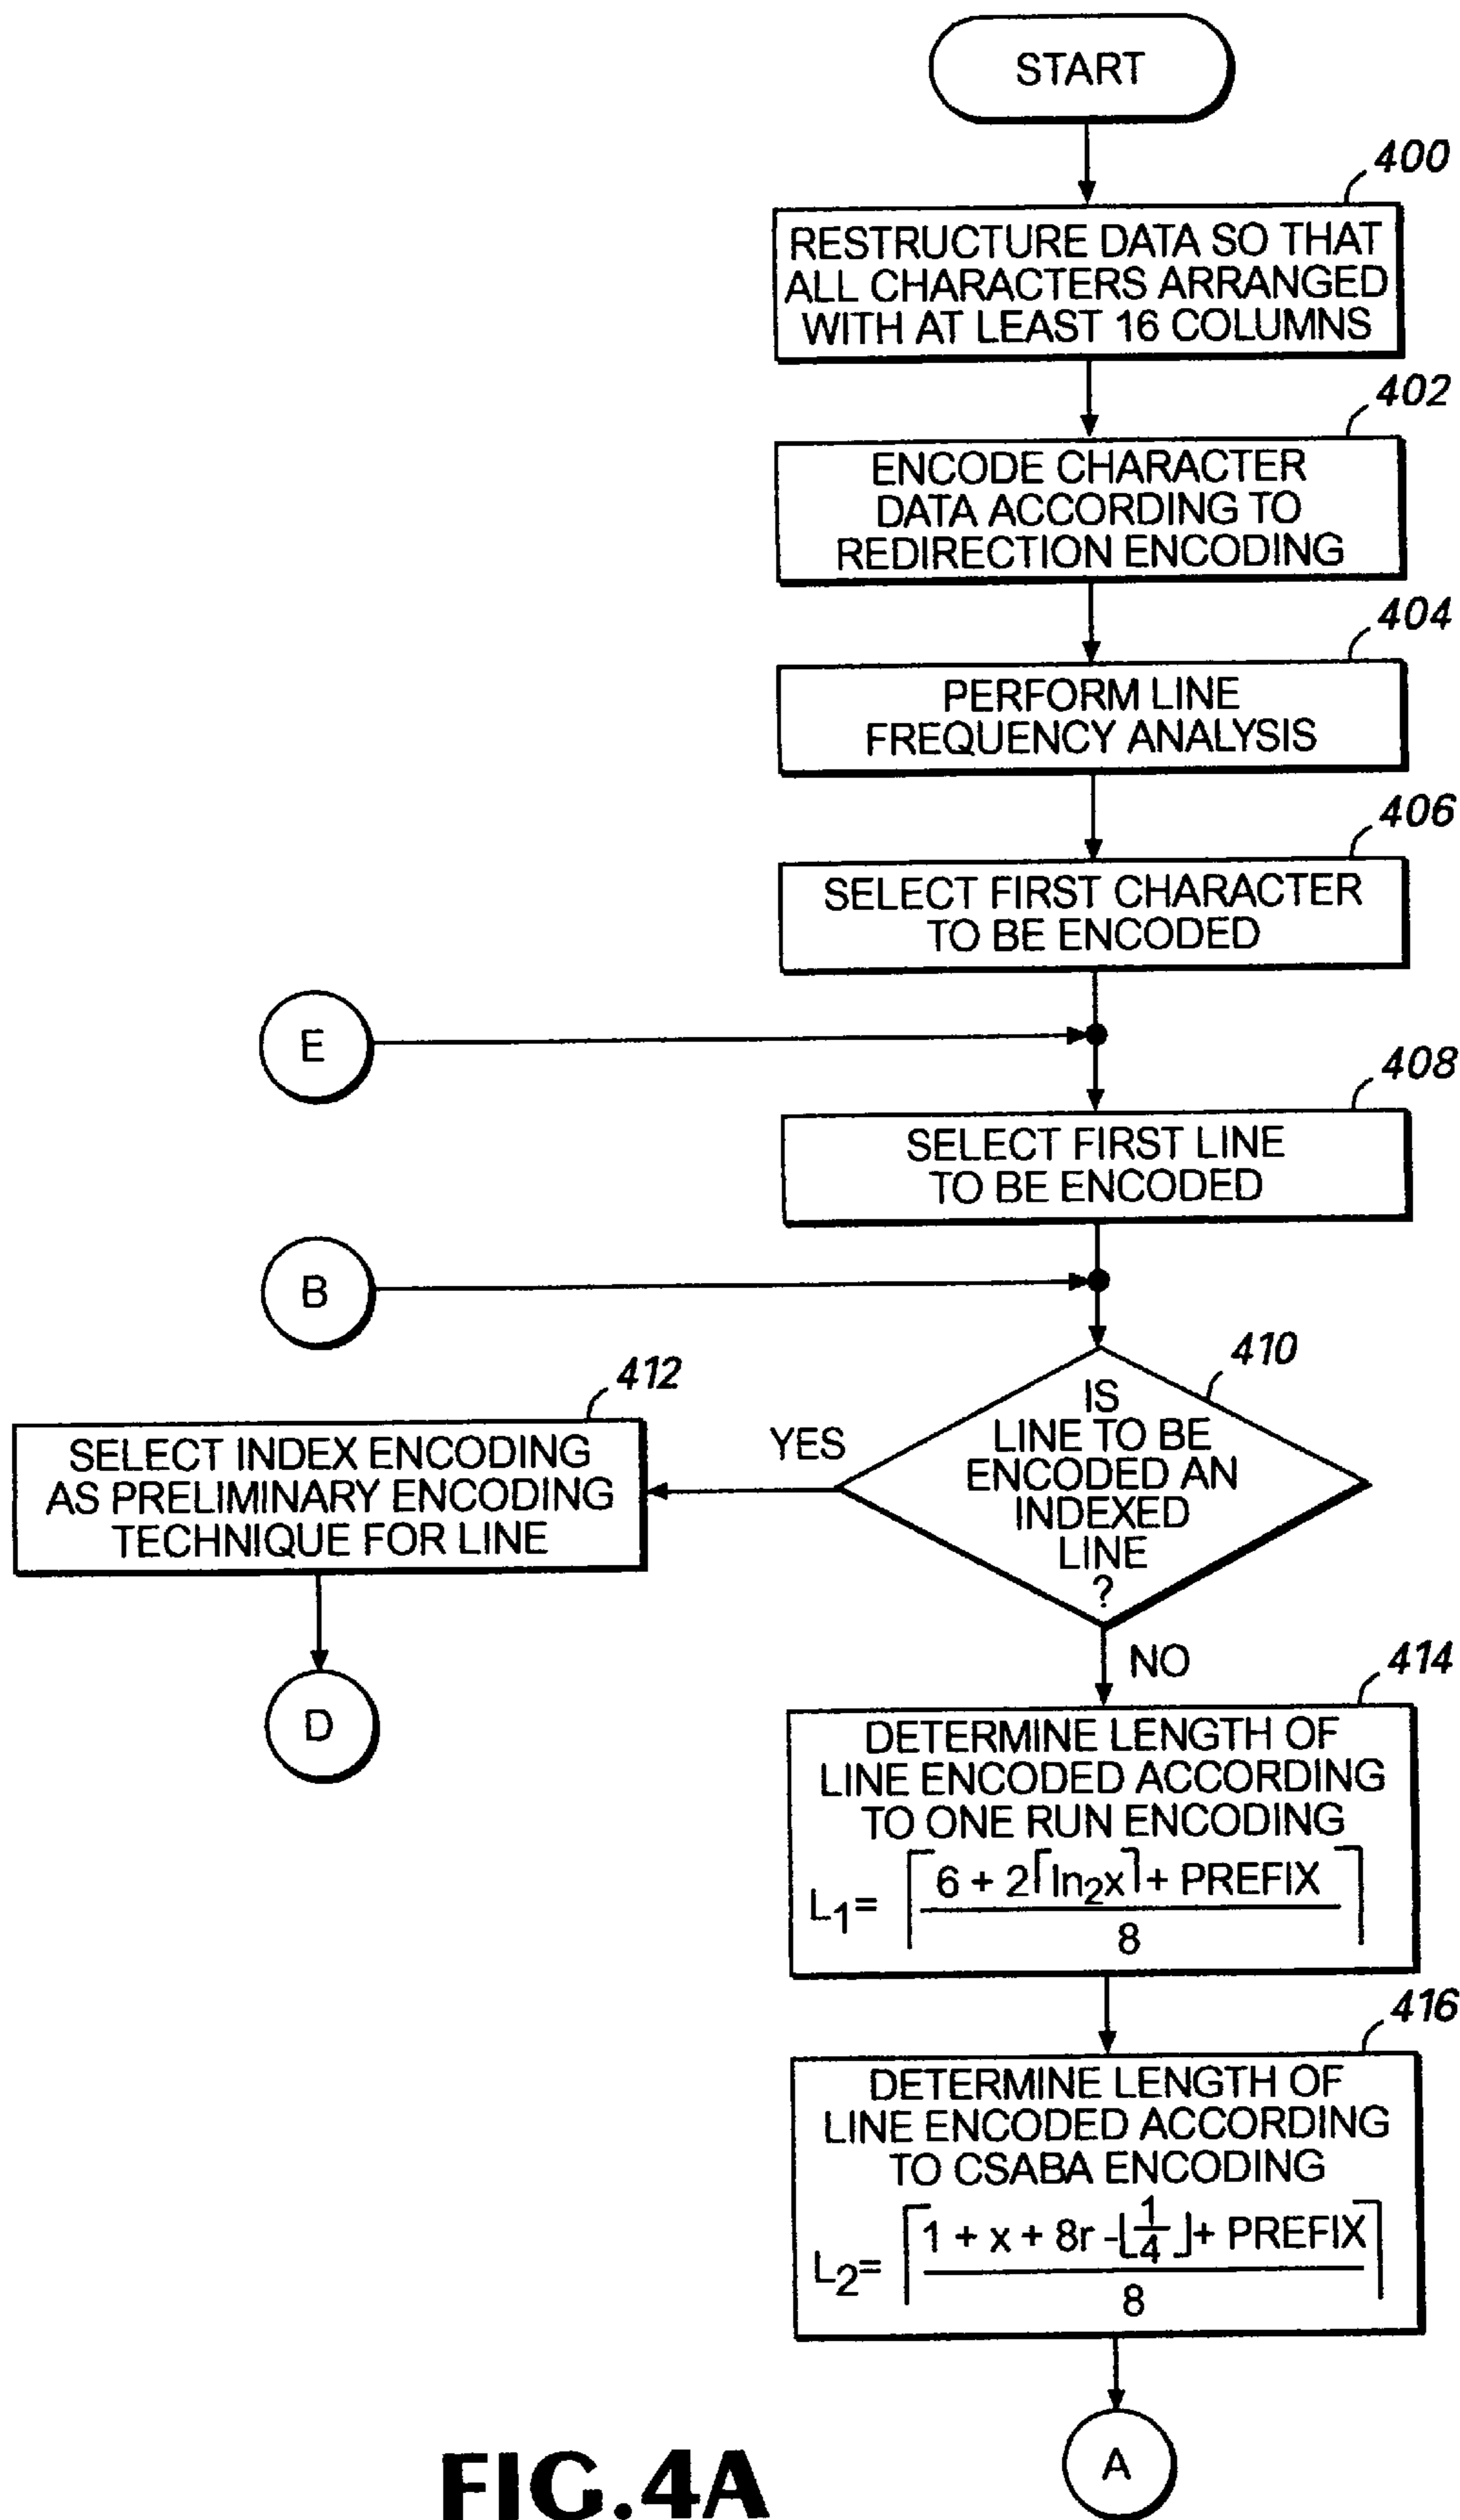 START
400
RESTRUCTURE DATA SO THAT
ALL CHARACTERS ARRANGED
WITH AT LEAST 16 COLUMNS
402
ENCODE CHARACTER
DATA ACCORDING TO
REDIRECTION ENCODING
404
PERFORM LINE
FREQUENCY ANALYSIS
406
SELECT FIRST CHARACTER
TO BE ENCODED
E
408
SELECT FIRST LINE
TO BE ENCODED
B
410
IS
LINE TO BE
ENCODED AN
INDEXED
LINE
?
YES
412
SELECT INDEX ENCODING
AS PRELIMINARY ENCODING
TECHNIQUE FOR LINE
D
NO
414
DETERMINE LENGTH OF
LINE ENCODED ACCORDING
TO ONE RUN ENCODING
L₁= ⌈(6 + 2⌈ln₂x⌉ + PREFIX)/8⌉
416
DETERMINE LENGTH OF
LINE ENCODED ACCORDING
TO CSABA ENCODING
L₂= ⌈(1 + x + 8r -⌊1/4⌋+ PREFIX)/8⌉
A
FIG.4A